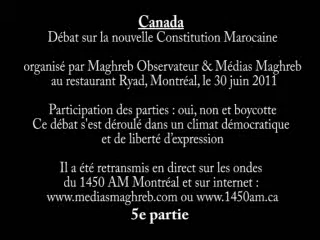 Canada
Débat sur la nouvelle Constitution Marocaine
organisé par Maghreb Observateur & Médias Maghreb
au restaurant Ryad, Montréal, le 30 juin 2011
Participation des parties : oui, non et boycotte
Ce débat s'est déroulé dans un climat démocratique
et de liberté d'expression
Il a été retransmis en direct sur les ondes
du 1450 AM Montréal et sur internet :
www.mediasmaghreb.com ou www.1450am.ca
5e partie